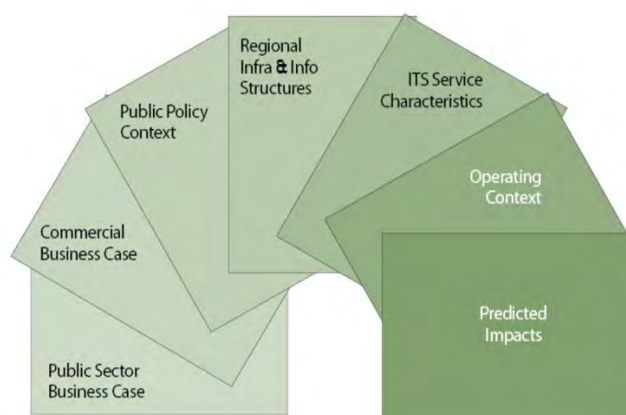 Regional
Infra & Info
Structures
Public Policy
Context
ITS Service
Characteristics
Operating
Context
Commercial
Business Case
Predicted
Impacts
Public Sector
Business Case